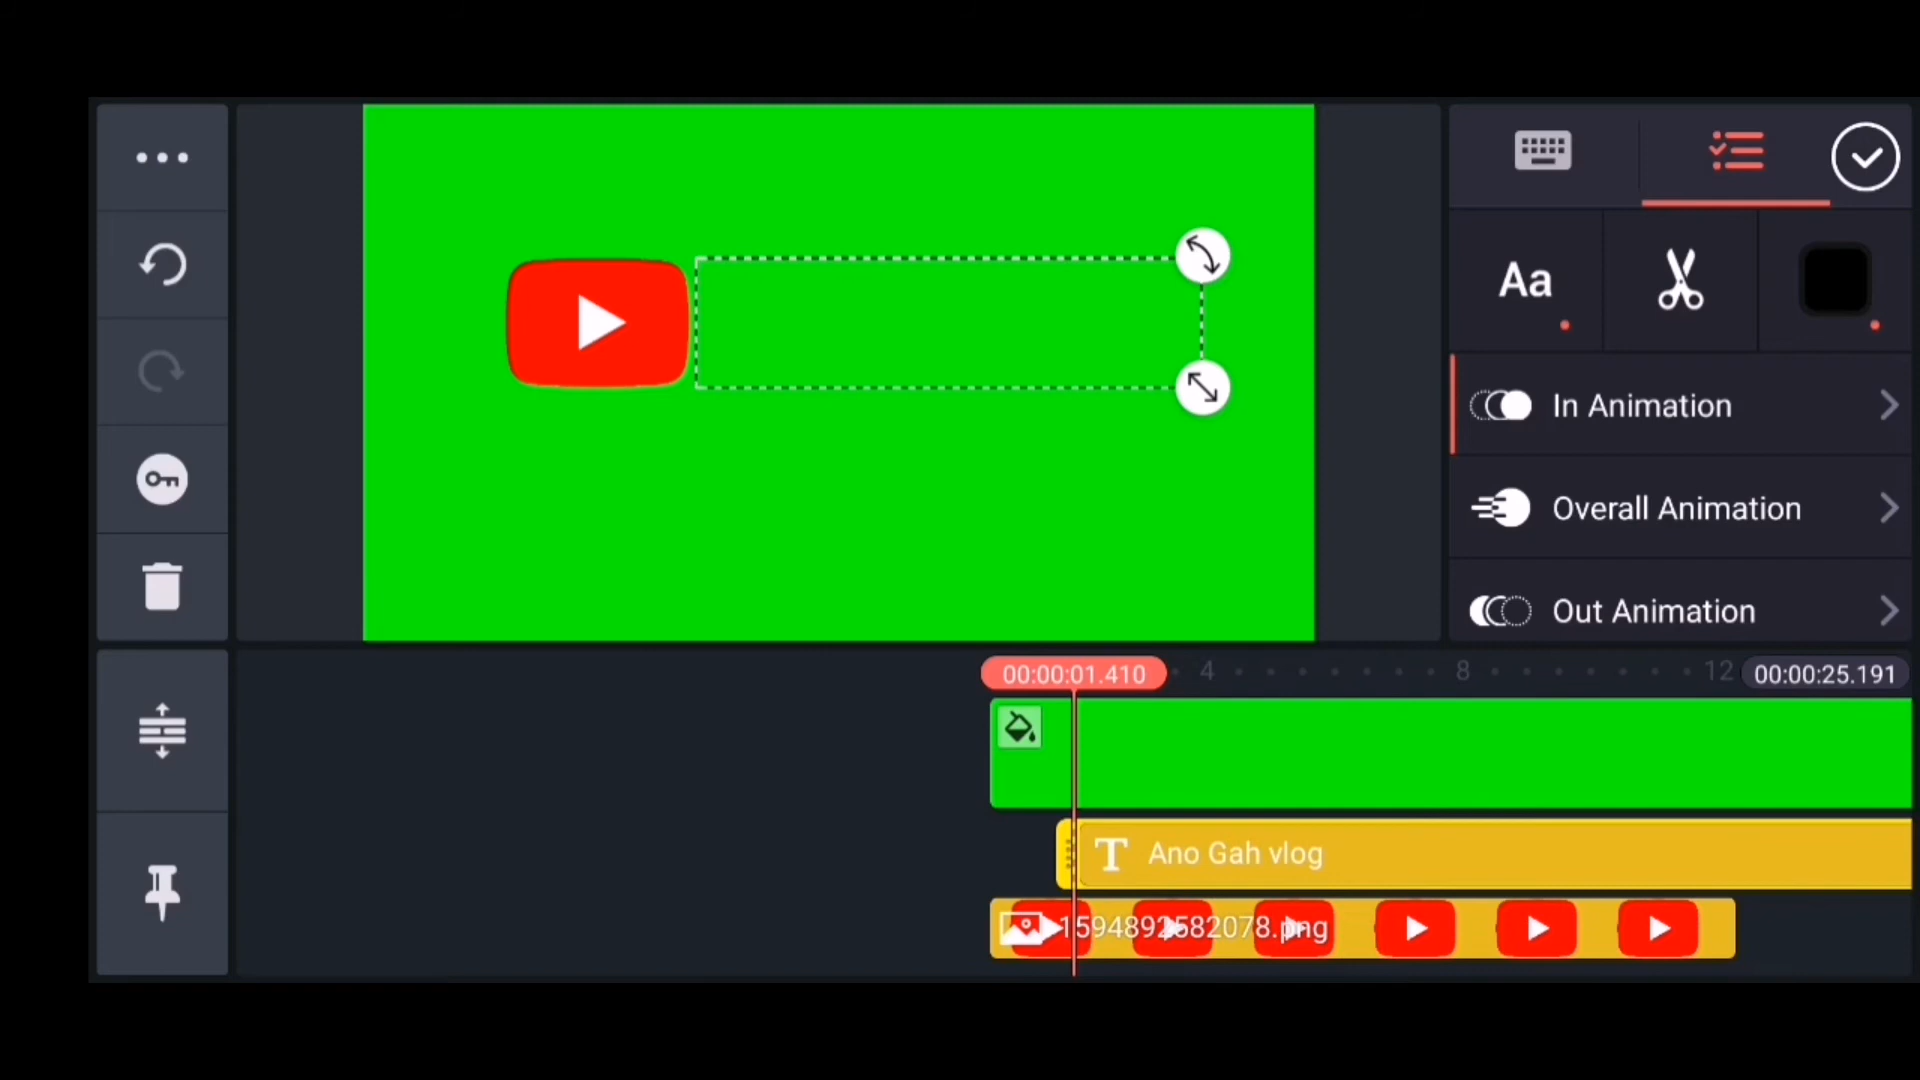 Aa
In Animation
Overall Animation
Out Animation
00:00:01.410
4
8
12
00:00:25.191
T Ano Gah vlog
1594892582078.png